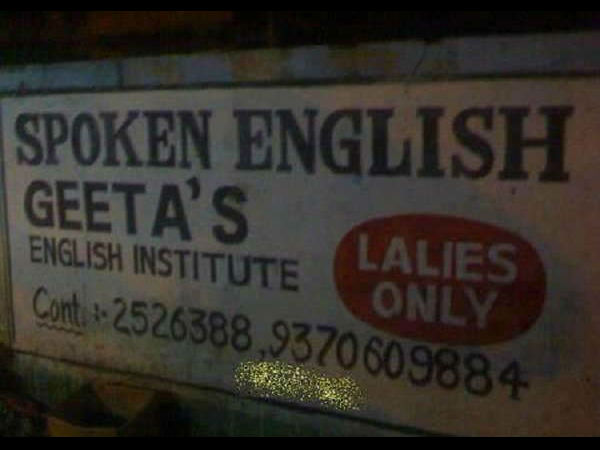 SPOKEN ENGLISH
GEETA'S
ENGLISH INSTITUTE
LALIES
ONLY
Cont. :- 2526388, 9370609884